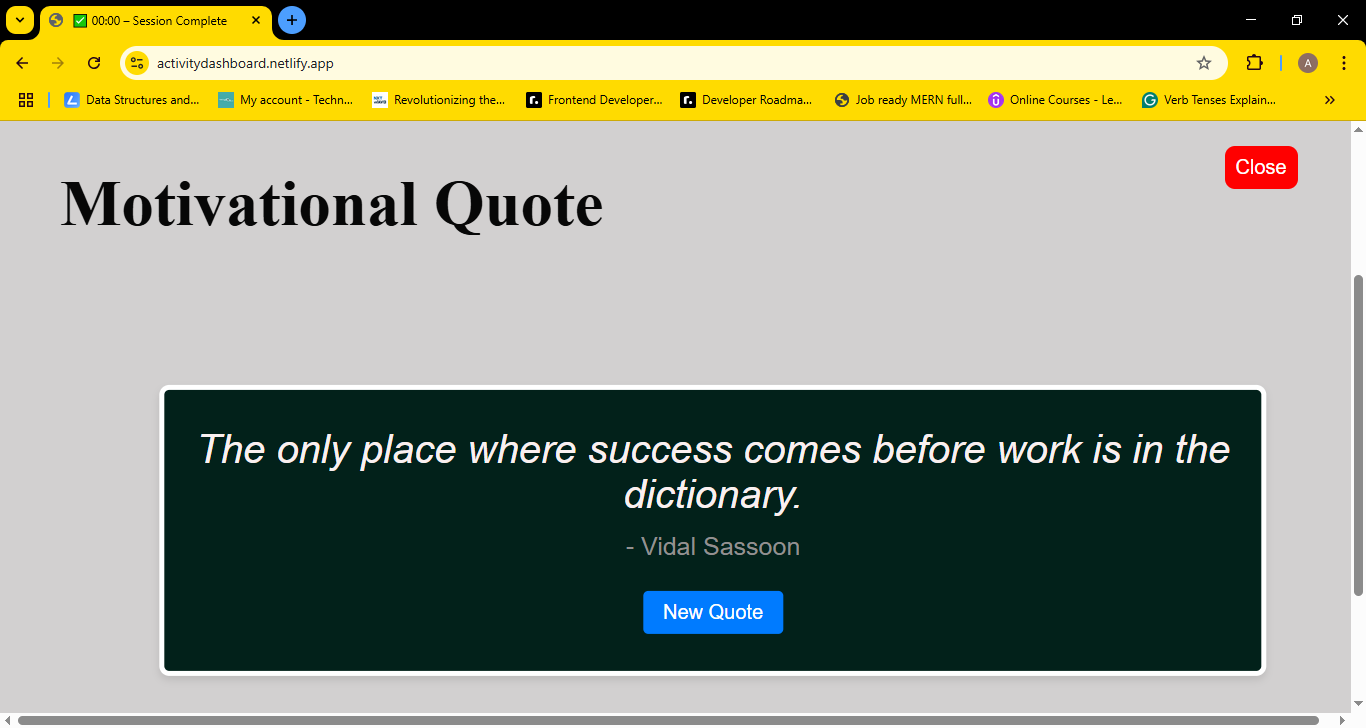 00:00 – Session Complete
activitydashboard.netlify.app
A
Data Structures and...
My account - Techn...
Revolutionizing the...
Frontend Developer...
Developer Roadma...
Job ready MERN full...
Online Courses - Le...
Verb Tenses Explain...
Close
Motivational Quote
The only place where success comes before work is in the
dictionary.
- Vidal Sassoon
New Quote